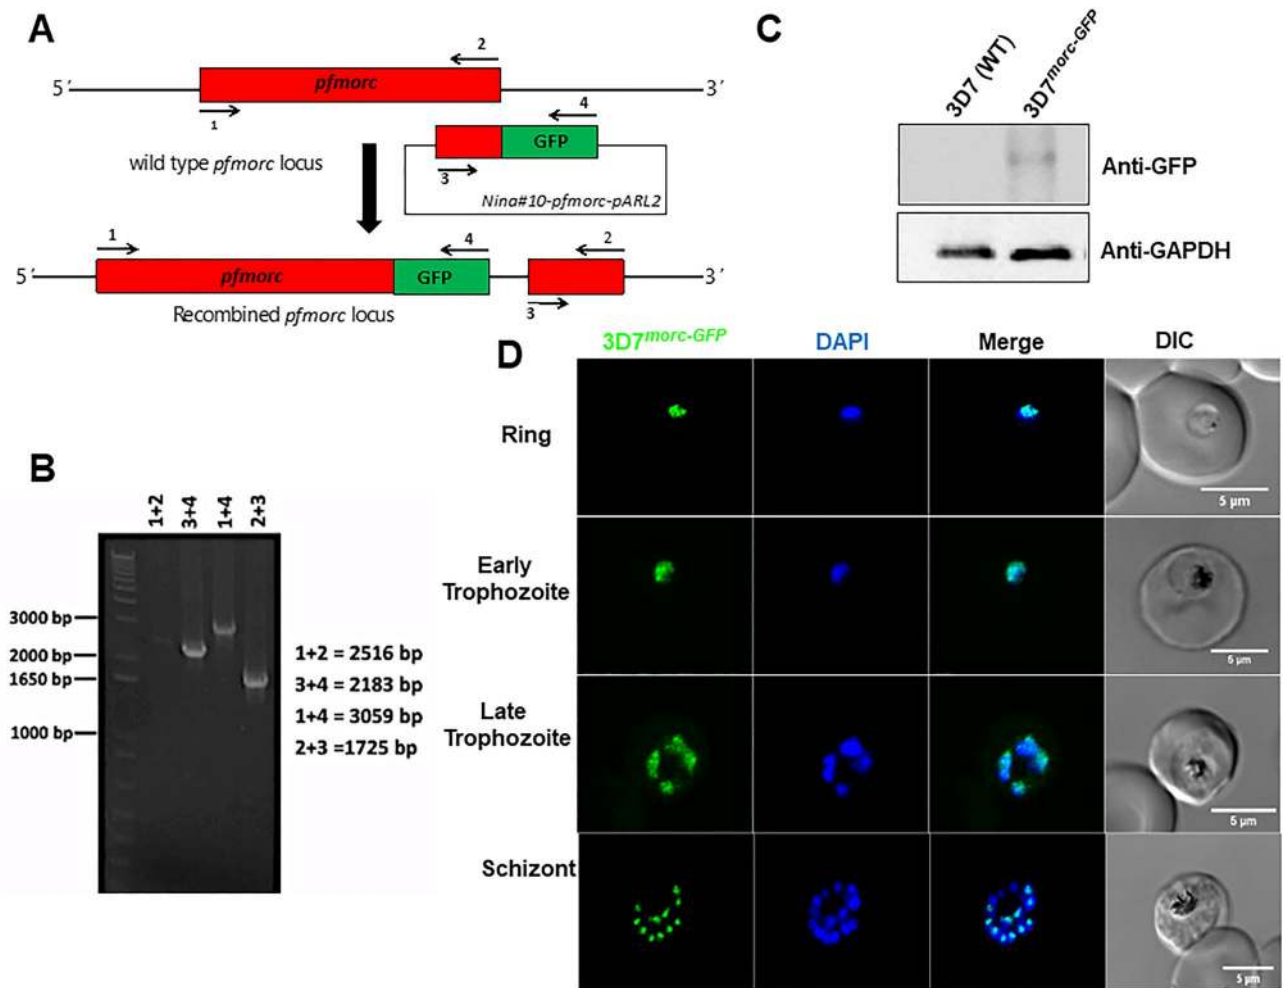 A
5´
pfmorc
2
3´
1
4
wild type pfmorc locus
GFP
3
Nina#10-pfmorc-pARL2
1
4
2
5´
pfmorc
GFP
3´
3
Recombined pfmorc locus
B
1+2
3+4
1+4
2+3
3000 bp
2000 bp
1650 bp
1000 bp
1+2 = 2516 bp
3+4 = 2183 bp
1+4 = 3059 bp
2+3 =1725 bp
C
3D7 (WT)
3D7morc-GFP
Anti-GFP
Anti-GAPDH
D
3D7morc-GFP
DAPI
Merge
DIC
Ring
5 µm
Early
Trophozoite
5 µm
Late
Trophozoite
5 µm
Schizont
5 µm